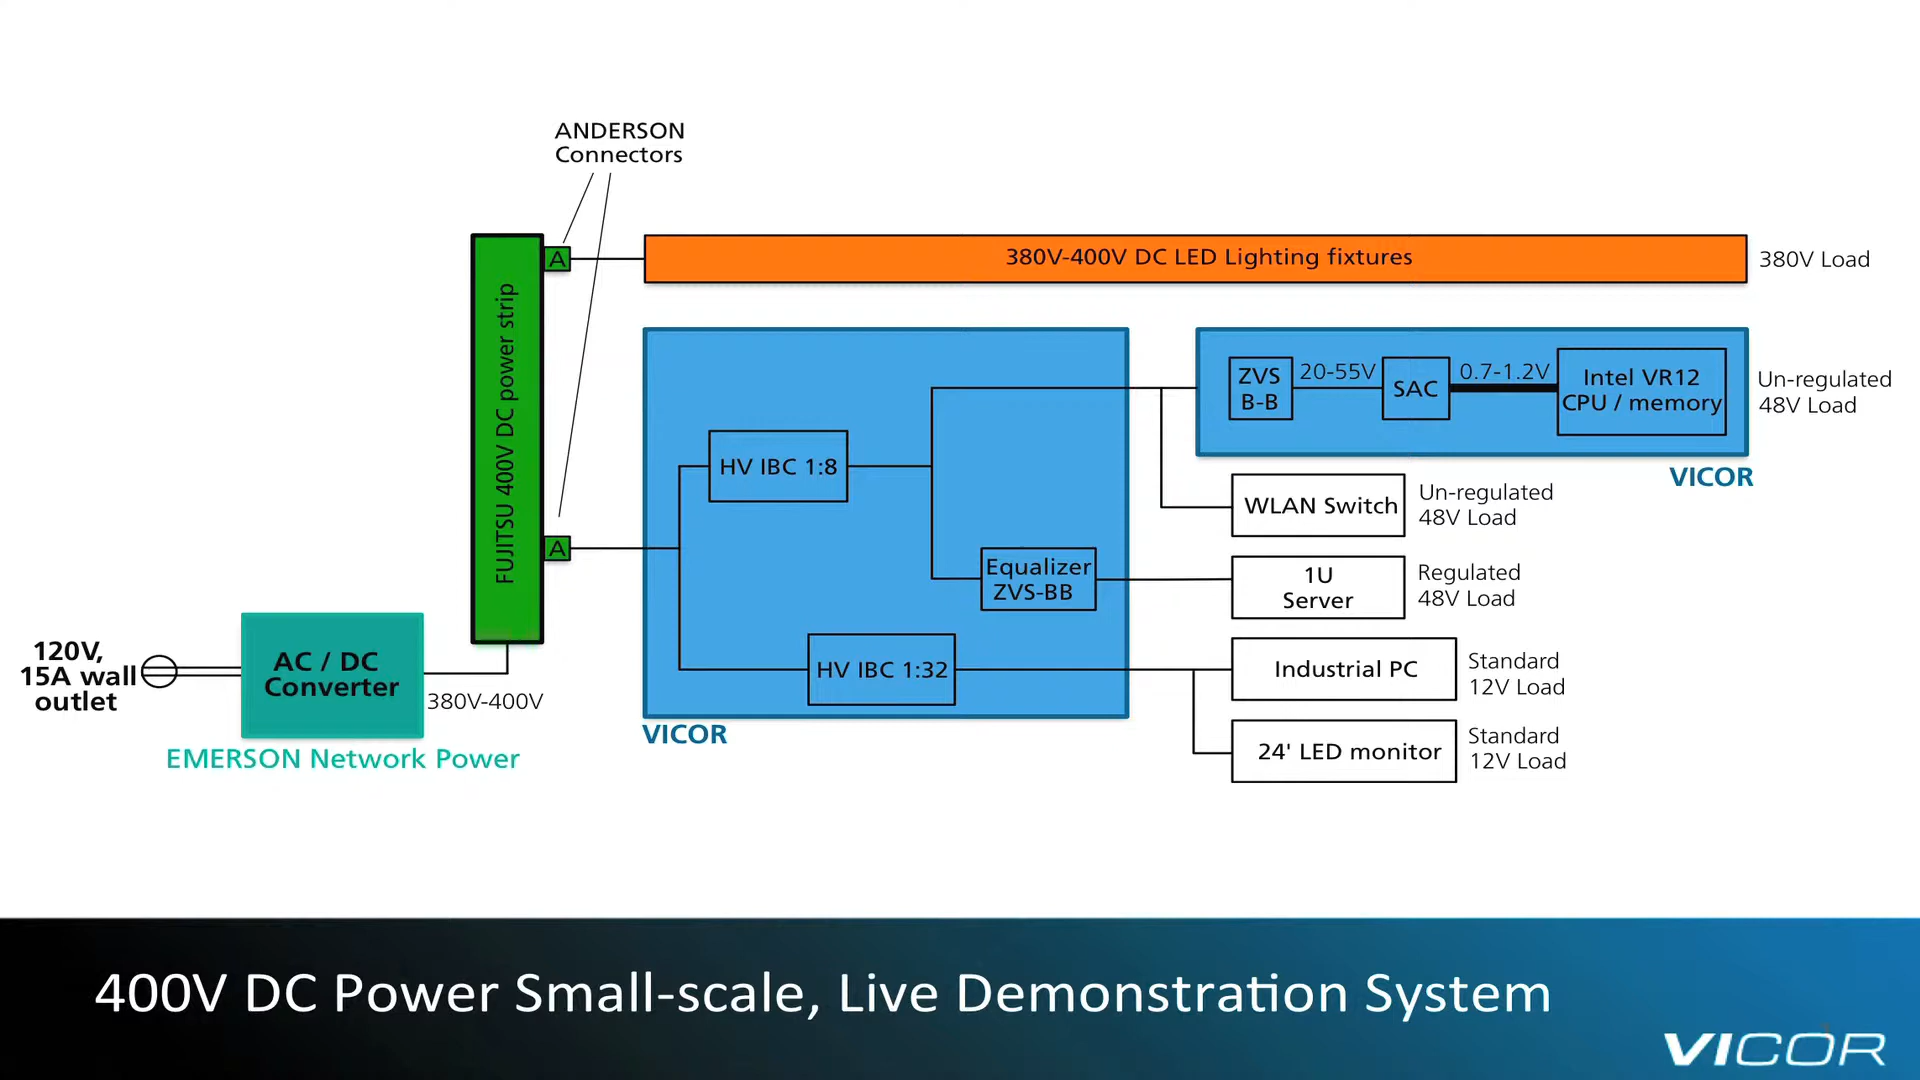 ANDERSON
Connectors
A
380V-400V DC LED Lighting fixtures
380V Load
FUJITSU 400V DC power strip
ZVS
B-B
20-55V
SAC
0.7-1.2V
Intel VR12
CPU / memory
Un-regulated
48V Load
VICOR
HV IBC 1:8
WLAN Switch
Un-regulated
48V Load
A
Equalizer
ZVS-BB
1U
Server
Regulated
48V Load
HV IBC 1:32
Industrial PC
Standard
12V Load
24' LED monitor
Standard
12V Load
VICOR
120V,
15A wall
outlet
AC / DC
Converter
380V-400V
EMERSON Network Power
400V DC Power Small-scale, Live Demonstration System
VICOR